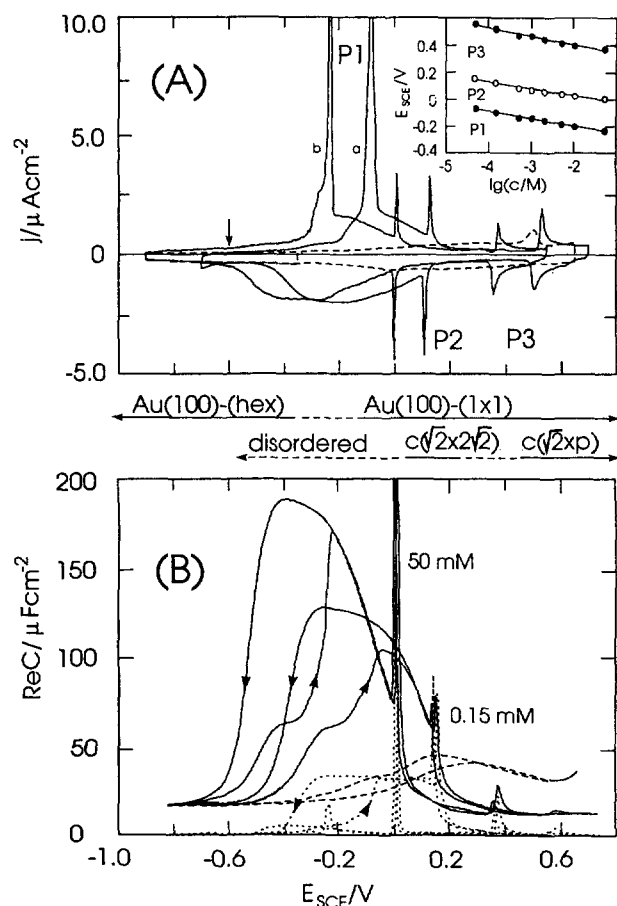 10.0
(A)
P1
b
a
5.0
j/μAcm-2
0
P2
P3
-5.0
E SCE/V
0.4
0.2
0
-0.2
-0.4
P3
P2
P1
-5
-4
-3
-2
lg(c/M)
Au(100)-(hex)
Au(100)-(1x1)
disordered
c(√2x2√2)
c(√2xp)
200
(B)
150
50 mM
ReC/μFcm-2
100
0.15 mM
50
0
-1.0
-0.6
-0.2
0.2
0.6
E SCE/V